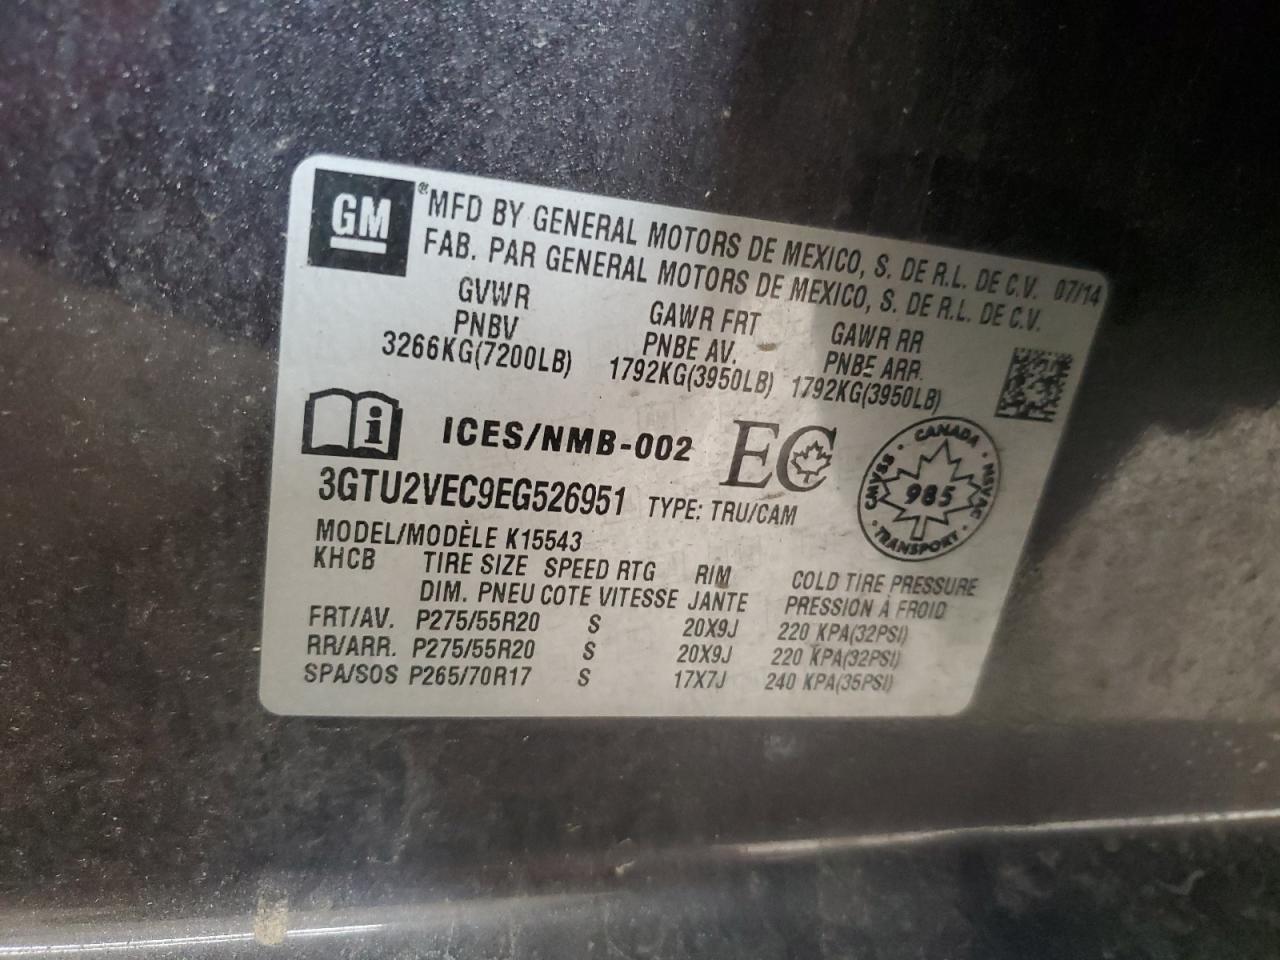 GM ® MFD BY GENERAL MOTORS DE MEXICO, S. DE R.L. DE C.V. 07/14
FAB. PAR GENERAL MOTORS DE MEXICO, S. DE R.L. DE C.V.
GVWR GAWR FRT GAWR RR
PNBV PNBE AV. PNBE ARR.
3266KG(7200LB) 1792KG(3950LB) 1792KG(3950LB)
i ICES/NMB-002 EC
CANADA
CMVSS 985 NSVAC
TRANSPORT
3GTU2VEC9EG526951 TYPE: TRU/CAM
MODEL/MODÈLE K15543
KHCB TIRE SIZE SPEED RTG RIM COLD TIRE PRESSURE
DIM. PNEU COTE VITESSE JANTE PRESSION À FROID
FRT/AV. P275/55R20 S 20X9J 220 KPA(32PSI)
RR/ARR. P275/55R20 S 20X9J 220 KPA(32PSI)
SPA/SOS P265/70R17 S 17X7J 240 KPA(35PSI)